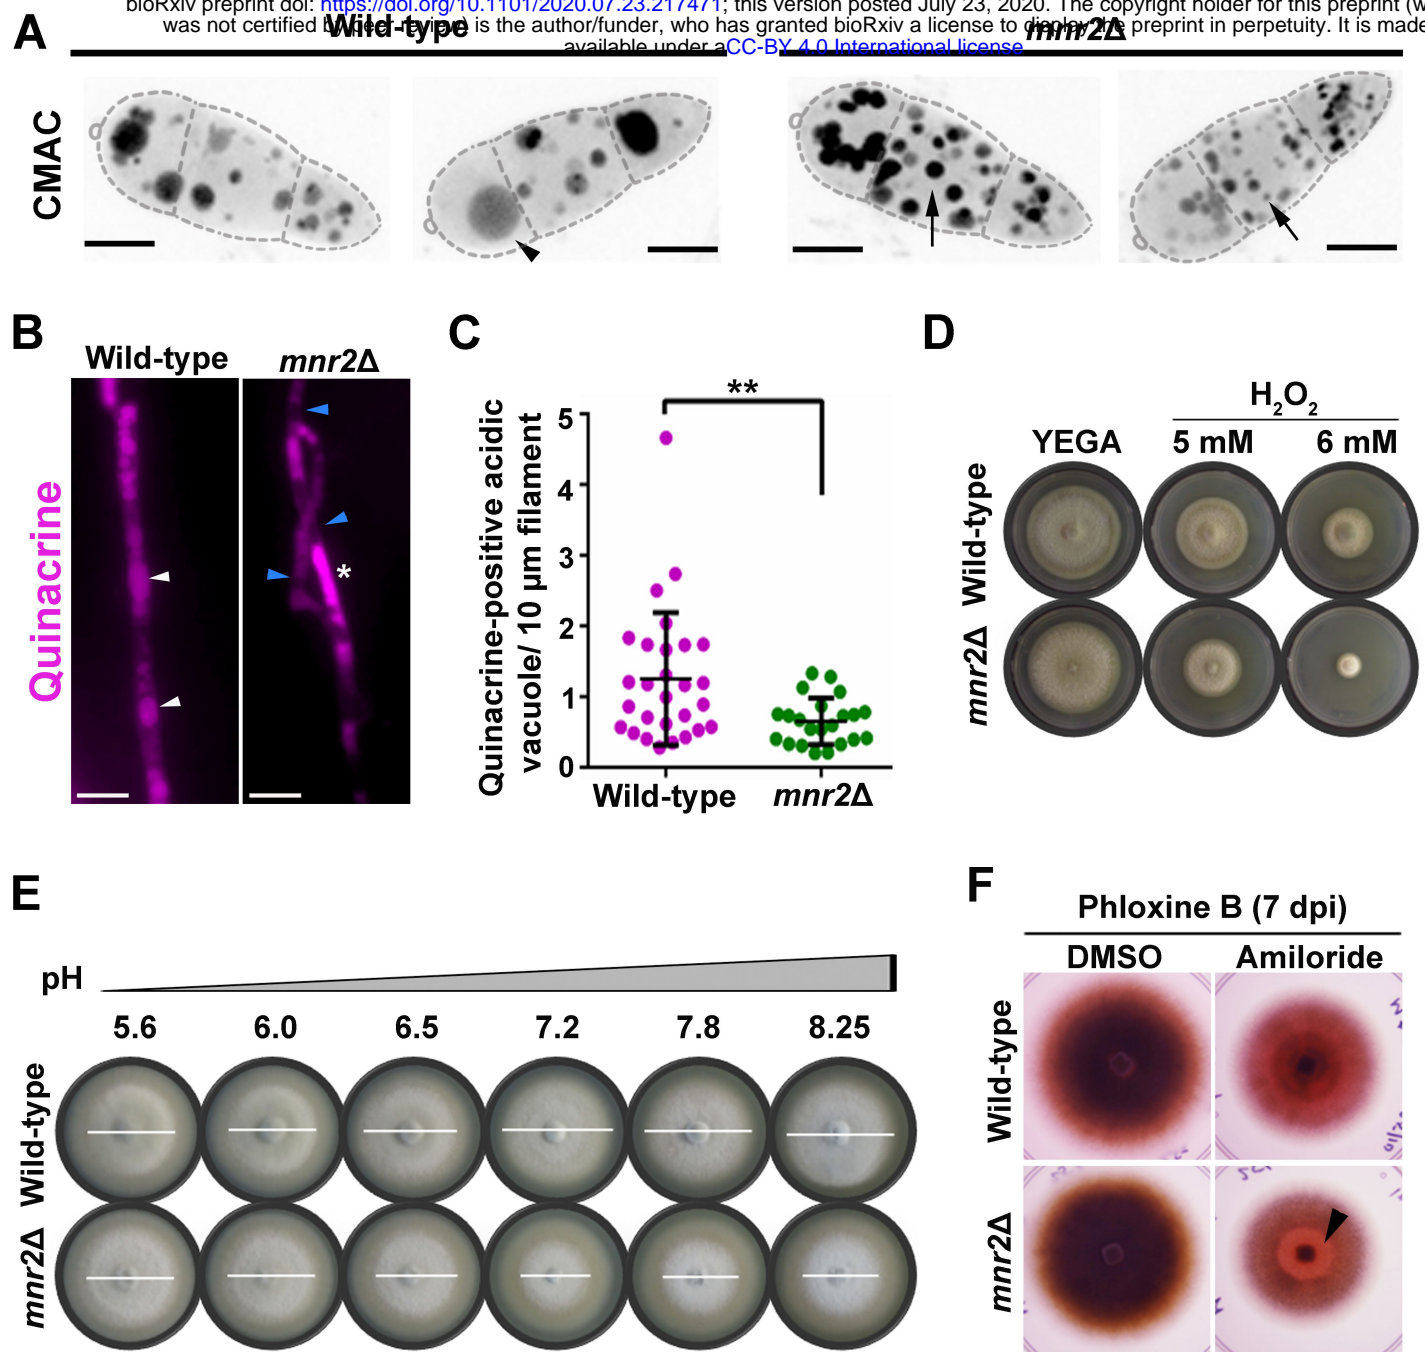 bioRxiv preprint doi: https://doi.org/10.1101/2020.07.23.217471; this version posted July 23, 2020. The copyright holder for this preprint (w
was not certified by peer review) is the author/funder, who has granted bioRxiv a license to display the preprint in perpetuity. It is made
available under aCC-BY 4.0 International license
A
Wild-type
mnr2Δ
CMAC
B
Wild-type
mnr2Δ
Quinacrine
*
C
**
Quinacrine-positive acidic
vacuole/ 10 µm filament
5
4
3
2
1
0
Wild-type
mnr2Δ
D
H2O2
YEGA
5 mM
6 mM
Wild-type
mnr2Δ
E
pH
5.6 6.0 6.5 7.2 7.8 8.25
Wild-type
mnr2Δ
F
Phloxine B (7 dpi)
DMSO
Amiloride
Wild-type
mnr2Δ